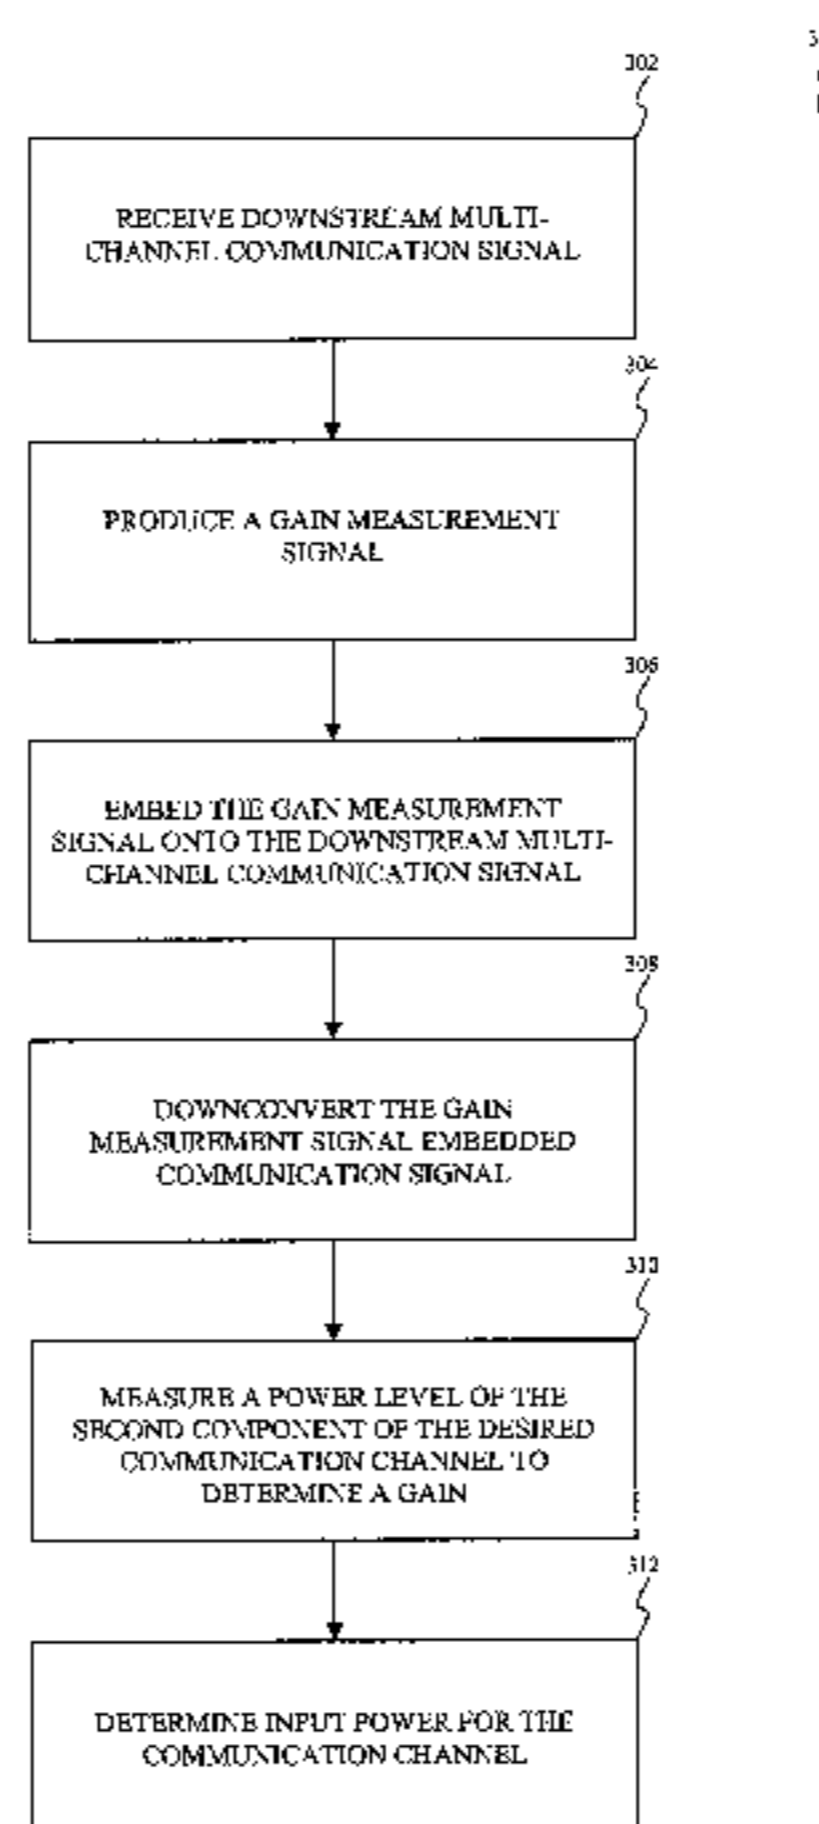 302
RECEIVE DOWNSTREAM MULTI-
CHANNEL COMMUNICATION SIGNAL
304
PRODUCE A GAIN MEASUREMENT
SIGNAL
306
EMBED THE GAIN MEASUREMENT
SIGNAL ONTO THE DOWNSTREAM MULTI-
CHANNEL COMMUNICATION SIGNAL
308
DOWNCONVERT THE GAIN
MEASUREMENT SIGNAL EMBEDDED
COMMUNICATION SIGNAL
310
MEASURE A POWER LEVEL OF THE
SECOND COMPONENT OF THE DESIRED
COMMUNICATION CHANNEL TO
DETERMINE A GAIN
312
DETERMINE INPUT POWER FOR THE
COMMUNICATION CHANNEL